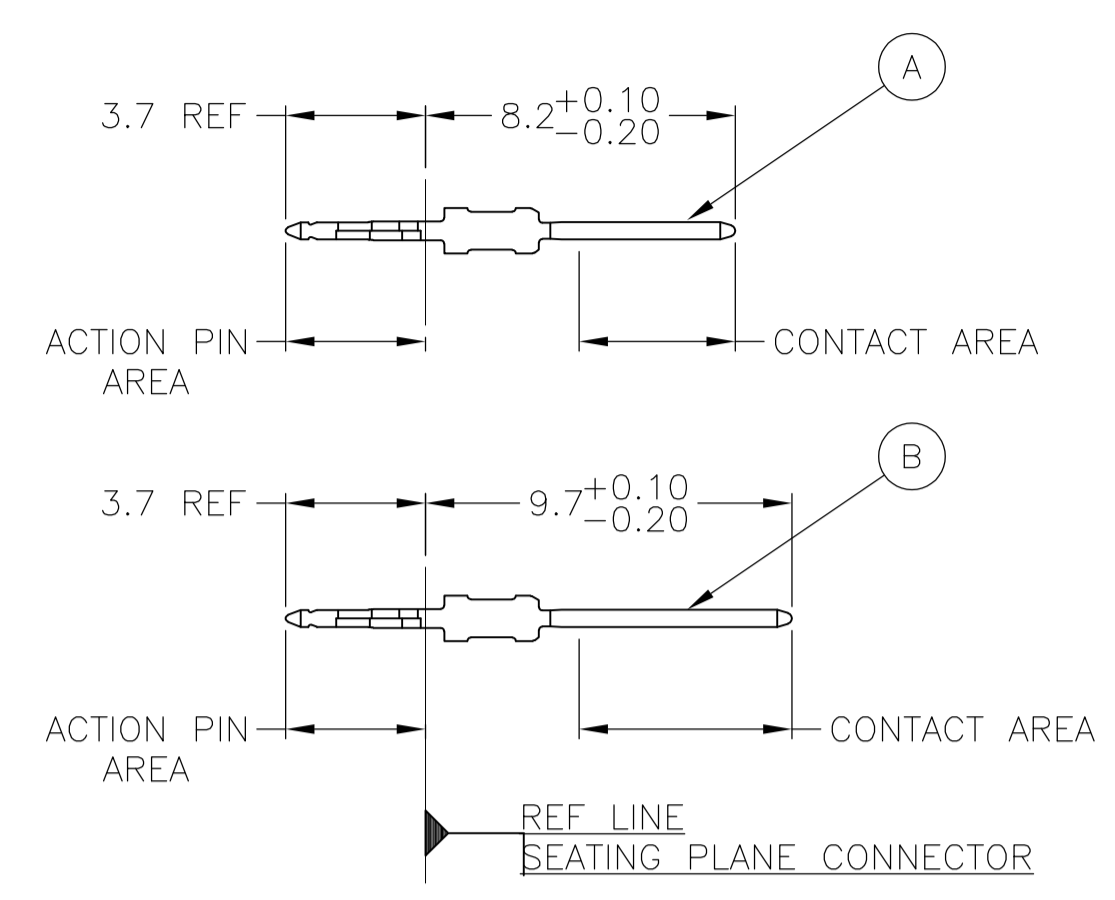 A
3.7 REF
8.2 +0.10 -0.20
ACTION PIN AREA
CONTACT AREA
B
3.7 REF
9.7 +0.10 -0.20
ACTION PIN AREA
CONTACT AREA
REF LINE
SEATING PLANE CONNECTOR